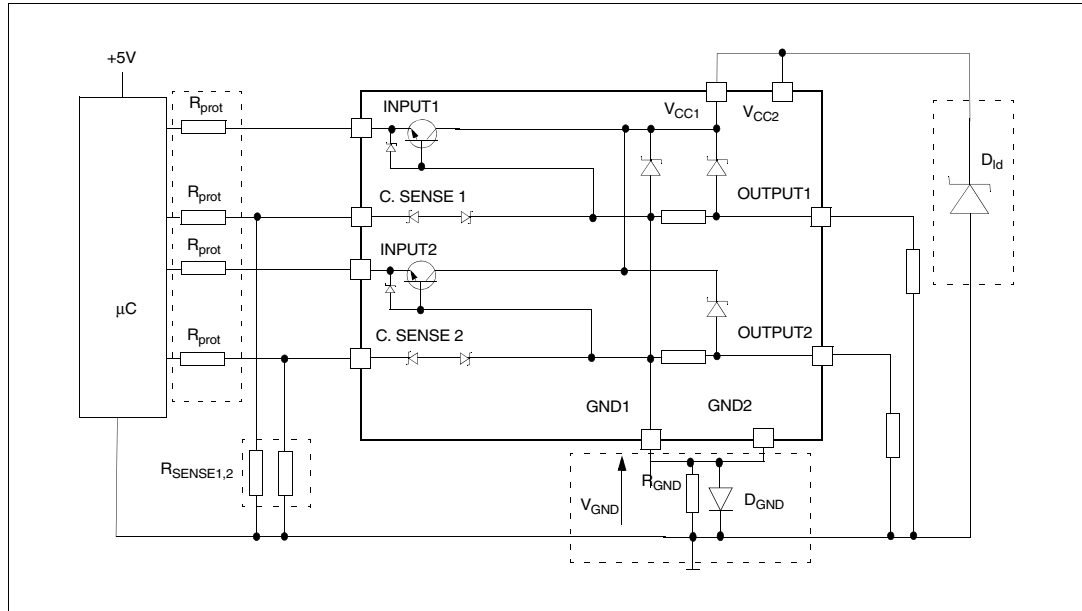 +5V
Rprot
INPUT1
VCC1
VCC2
Dld
Rprot
C. SENSE 1
OUTPUT1
Rprot
INPUT2
μC
Rprot
C. SENSE 2
OUTPUT2
GND1
GND2
RSENSE1,2
RGND
VGND
DGND